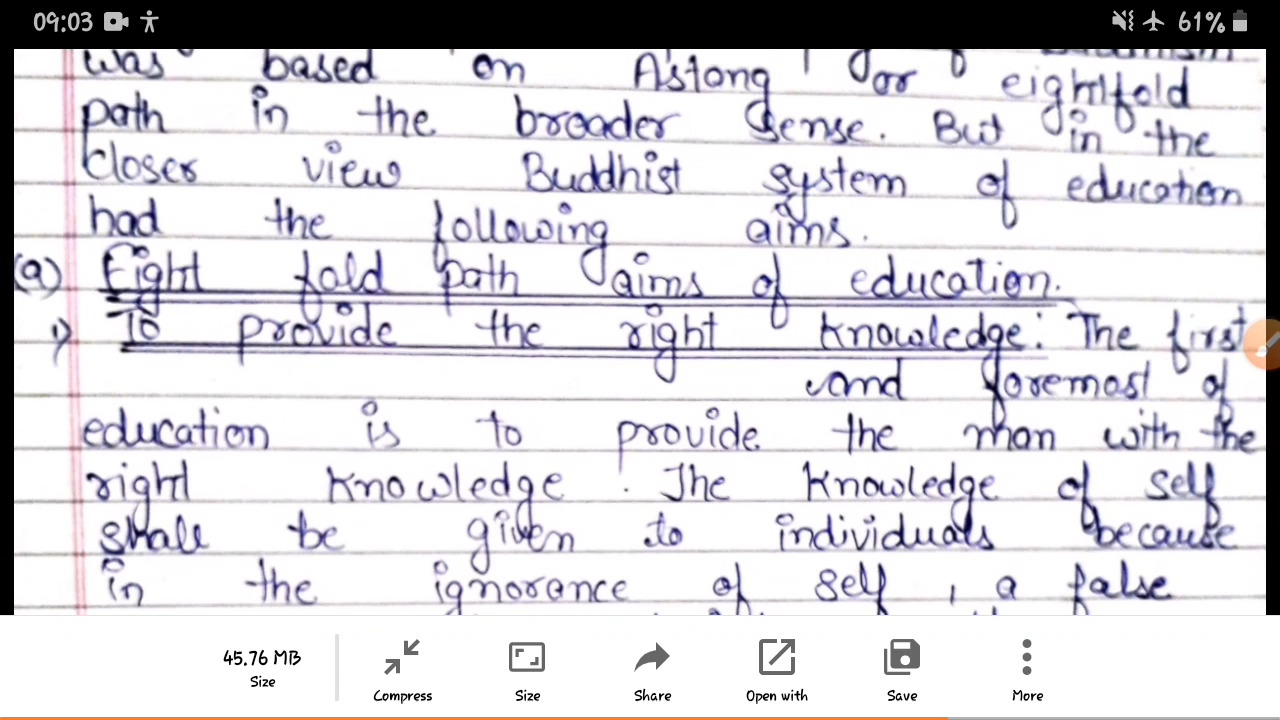 09:03 61%
was based on Astang or eightfold
path in the broader sense. But in the
closer view Buddhist system of education
had the following aims.
(a) Eight fold path aims of education.
1) To provide the right knowledge: The first
and foremost of
education is to provide the man with the
right knowledge. The knowledge of self
shall be given to individuals because
in the ignorance of self, a false
45.76 MB
Size
Compress
Size
Share
Open with
Save
More